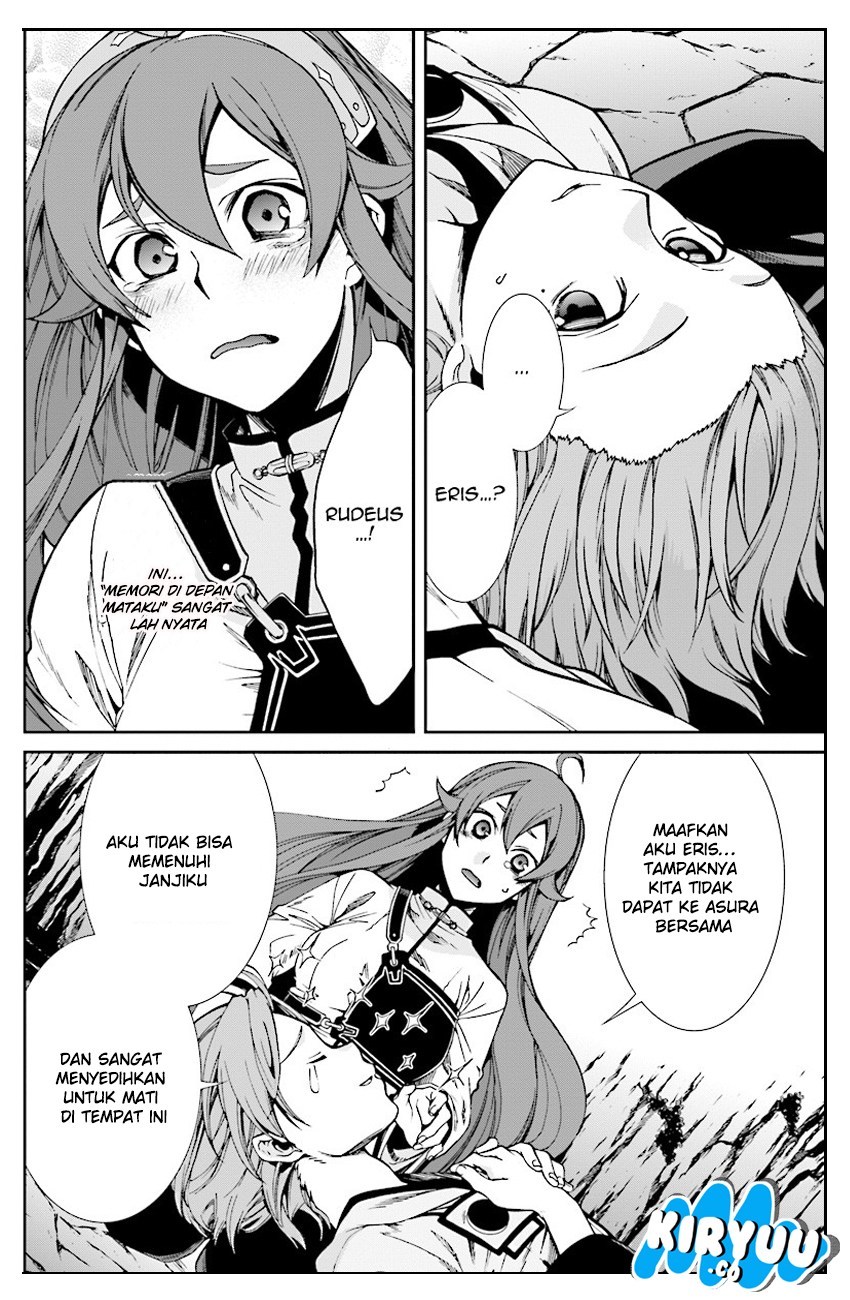 ...
ERIS...?
RUDEUS
...!
INI...
"MEMORI DI DEPAN
MATAKU" SANGAT
LAH NYATA
MAAFKAN
AKU ERIS...
TAMPAKNYA
KITA TIDAK
DAPAT KE ASURA
BERSAMA
AKU TIDAK BISA
MEMENUHI
JANJIKU
DAN SANGAT
MENYEDIHKAN
UNTUK MATI
DI TEMPAT INI
KIRYUU
.CO